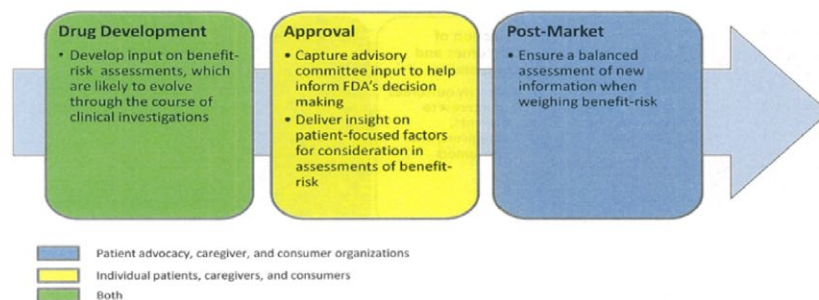 Drug Development
• Develop input on benefit-
risk assessments, which
are likely to evolve
through the course of
clinical investigations
Approval
• Capture advisory
committee input to help
inform FDA's decision
making
• Deliver insight on
patient-focused factors
for consideration in
assessments of benefit-
risk
Post-Market
• Ensure a balanced
assessment of new
information when
weighing benefit-risk
Patient advocacy, caregiver, and consumer organizations
Individual patients, caregivers, and consumers
Both